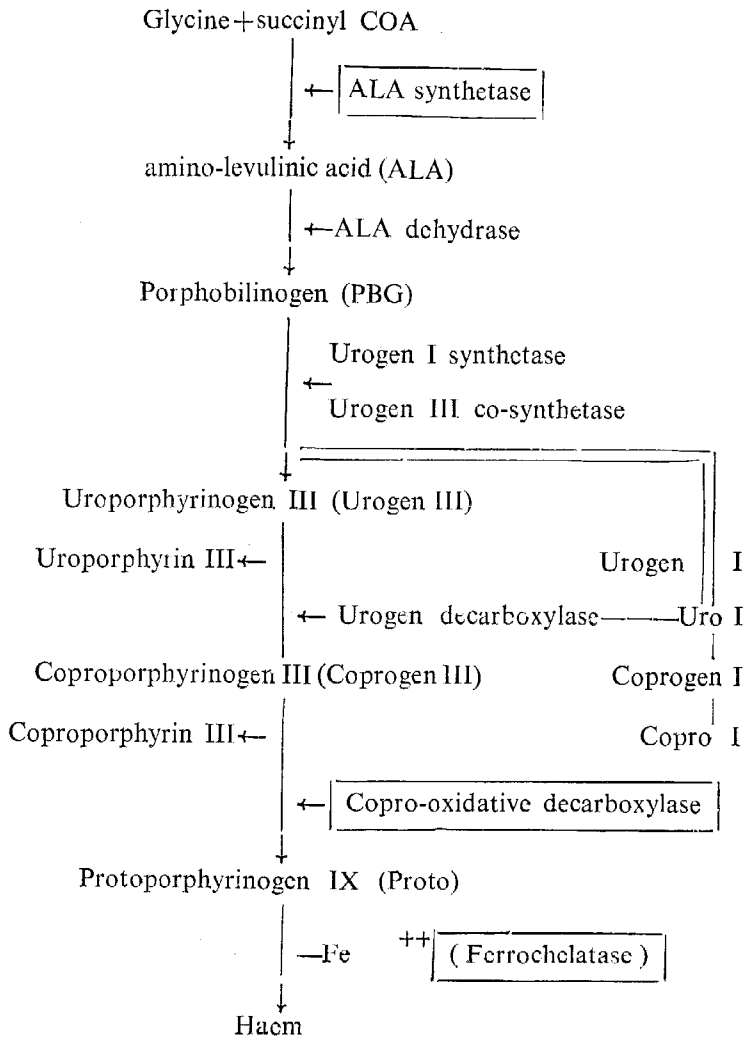 Glycine+succinyl COA
ALA synthetase
amino-levulinic acid (ALA)
ALA dehydrase
Porphobilinogen (PBG)
Urogen I synthetase
Urogen III co-synthetase
Uroporphyrinogen III (Urogen III)
Uroporphyrin III Urogen I
Urogen decarboxylase Uro I
Coproporphyrinogen III (Coprogen III) Coprogen I
Coproporphyrin III Copro I
Copro-oxidative decarboxylase
Protoporphyrinogen IX (Proto)
Fe ++ (Ferrochelatase)
Haem